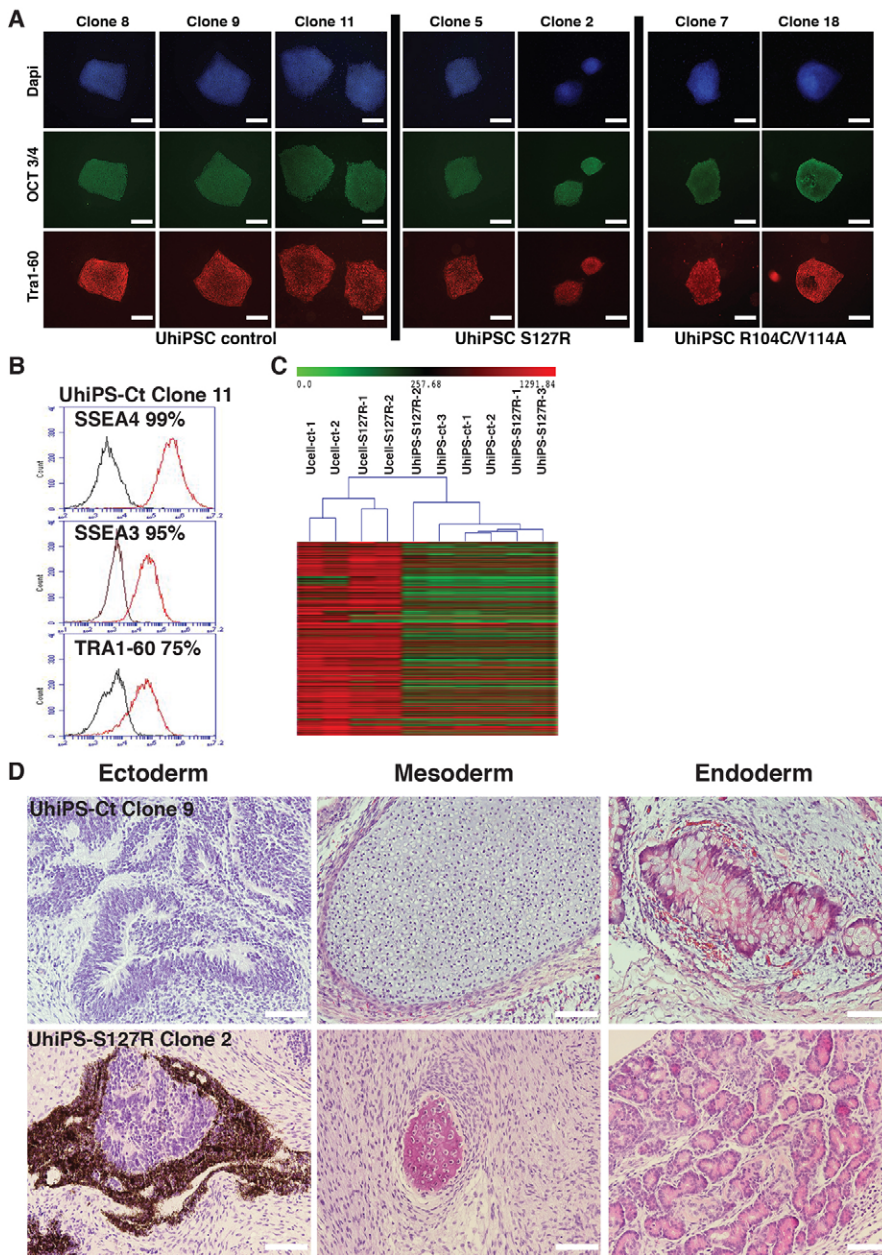 A
Clone 8 Clone 9 Clone 11 Clone 5 Clone 2 Clone 7 Clone 18
Dapi
OCT 3/4
Tra1-60
UhiPSC control UhiPSC S127R UhiPSC R104C/V114A
B
UhiPS-Ct Clone 11
SSEA4 99%
Count
SSEA3 95%
Count
TRA1-60 75%
Count
C
0.0 257.68 1291.84
Ucell-ct-1
Ucell-ct-2
Ucell-S127R-1
Ucell-S127R-2
UhiPS-S127R-2
UhiPS-ct-3
UhiPS-ct-1
UhiPS-ct-2
UhiPS-S127R-1
UhiPS-S127R-3
D
Ectoderm Mesoderm Endoderm
UhiPS-Ct Clone 9
UhiPS-S127R Clone 2